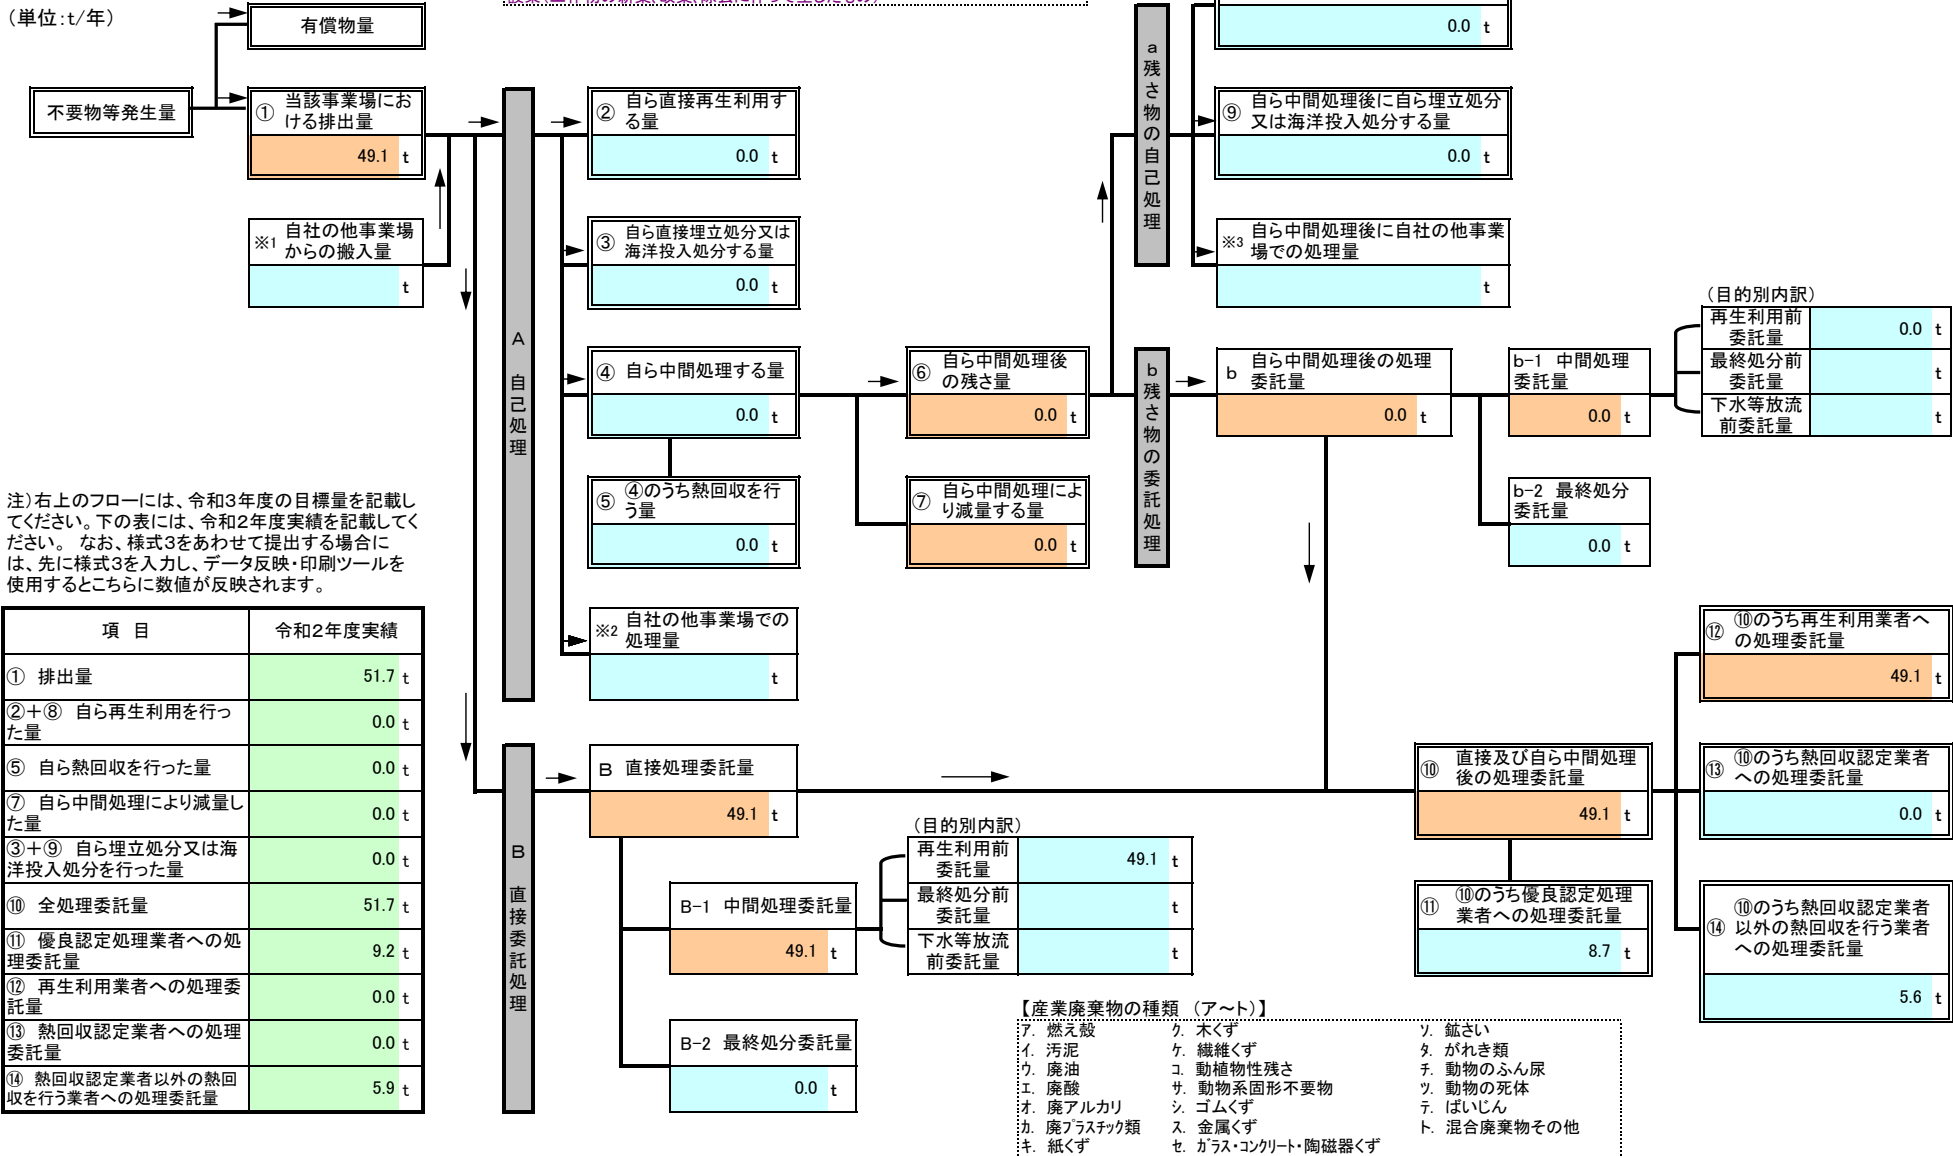 （単位:t/年）
有償物量
不要物等発生量
① 当該事業場にお
ける排出量
49.1 t
※1 自社の他事業場
からの搬入量
t
A 自己処理
② 自ら直接再生利用す
る量
0.0 t
③ 自ら直接埋立処分又は
海洋投入処分する量
0.0 t
④ 自ら中間処理する量
0.0 t
⑤ ④のうち熱回収を行
う量
0.0 t
※2 自社の他事業場での
処理量
t
⑥ 自ら中間処理後
の残さ量
0.0 t
⑦ 自ら中間処理によ
り減量する量
0.0 t
a 残さ物の自己処理
0.0 t
⑨ 自ら中間処理後に自ら埋立処分
又は海洋投入処分する量
0.0 t
※3 自ら中間処理後に自社の他事業
場での処理量
t
b 残さ物の委託処理
b 自ら中間処理後の処理
委託量
0.0 t
b-1 中間処理
委託量
0.0 t
b-2 最終処分
委託量
0.0 t
（目的別内訳）
再生利用前
委託量
0.0 t
最終処分前
委託量
t
下水等放流
前委託量
t
注）右上のフローには、令和3年度の目標量を記載し
てください。下の表には、令和2年度実績を記載してく
ださい。 なお、様式3をあわせて提出する場合に
は、先に様式3を入力し、データ反映・印刷ツールを
使用するとこちらに数値が反映されます。
項 目 令和2年度実績
① 排出量 51.7 t
②＋⑧ 自ら再生利用を行っ
た量 0.0 t
⑤ 自ら熱回収を行った量 0.0 t
⑦ 自ら中間処理により減量し
た量 0.0 t
③＋⑨ 自ら埋立処分又は海
洋投入処分を行った量 0.0 t
⑩ 全処理委託量 51.7 t
⑪ 優良認定処理業者への処
理委託量 9.2 t
⑫ 再生利用業者への処理委
託量 0.0 t
⑬ 熱回収認定業者への処理
委託量 0.0 t
⑭ 熱回収認定業者以外の熱回
収を行う業者への処理委託量 5.9 t
B 直接委託処理
B 直接処理委託量
49.1 t
B-1 中間処理委託量
49.1 t
B-2 最終処分委託量
0.0 t
（目的別内訳）
再生利用前
委託量
49.1 t
最終処分前
委託量
t
下水等放流
前委託量
t
⑩ 直接及び自ら中間処理
後の処理委託量
49.1 t
⑪ ⑩のうち優良認定処理
業者への処理委託量
8.7 t
⑫ ⑩のうち再生利用業者へ
の処理委託量
49.1 t
⑬ ⑩のうち熱回収認定業者
への処理委託量
0.0 t
⑭ ⑩のうち熱回収認定業者
以外の熱回収を行う業者
への処理委託量
5.6 t
【産業廃棄物の種類 （ア～ト）】
ア. 燃え殻 ク. 木くず ソ. 鉱さい
イ. 汚泥 ケ. 繊維くず タ. がれき類
ウ. 廃油 コ. 動植物性残さ チ. 動物のふん尿
エ. 廃酸 サ. 動物系固形不要物 ツ. 動物の死体
オ. 廃アルカリ シ. ゴムくず テ. ばいじん
カ. 廃プラスチック類 ス. 金属くず ト. 混合廃棄物その他
キ. 紙くず セ. ガラス・コンクリート・陶磁器くず